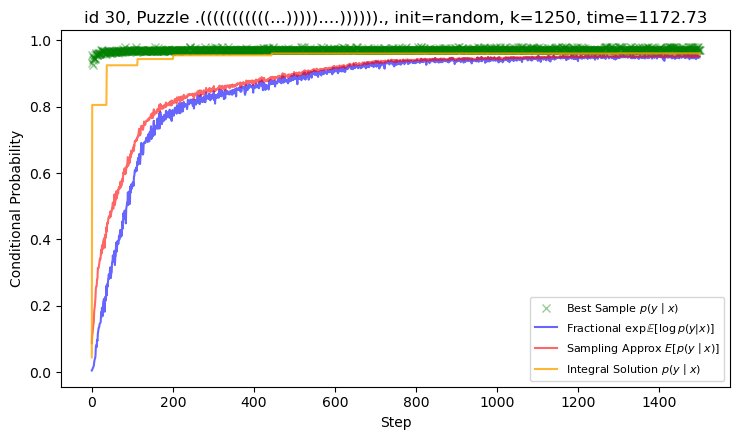 id 30, Puzzle .(((((((((((...)))))....))))))., init=random, k=1250, time=1172.73
Conditional Probability
1.0
0.8
0.6
0.4
0.2
0.0
Best Sample p(y | x)
Fractional exp𝔼[log p(y|x)]
Sampling Approx E[p(y | x)]
Integral Solution p(y | x)
0 200 400 600 800 1000 1200 1400
Step